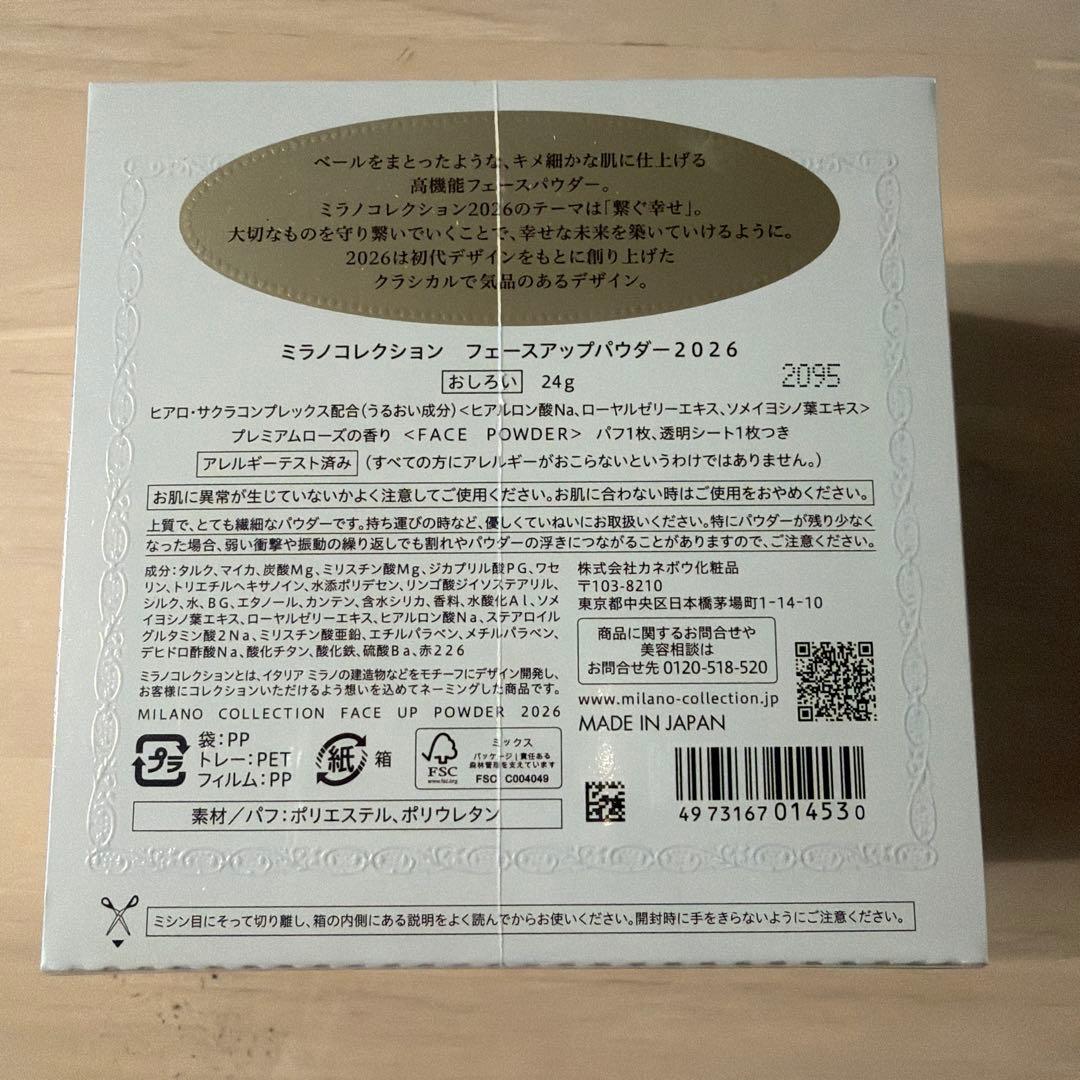 ベールをまとったような、キメ細かな肌に仕上げる
高機能フェースパウダー。
ミラノコレクション2026のテーマは「繋ぐ幸せ」。
大切なものを守り繋いでいくことで、幸せな未来を築いていけるように。
2026は初代デザインをもとに創り上げた
クラシカルで気品のあるデザイン。
ミラノコレクション　フェースアップパウダー2026
おしろい 24g
2095
ヒアロ・サクラコンプレックス配合（うるおい成分）＜ヒアルロン酸Na、ローヤルゼリーエキス、ソメイヨシノ葉エキス＞
プレミアムローズの香り ＜FACE POWDER＞ パフ1枚、透明シート1枚つき
アレルギーテスト済み （すべての方にアレルギーがおこらないというわけではありません。）
お肌に異常が生じていないかよく注意してご使用ください。お肌に合わない時はご使用をおやめください。
上質で、とても繊細なパウダーです。持ち運びの時など、優しくていねいにお取扱いください。特にパウダーが残り少なく
なった場合、弱い衝撃や振動の繰り返しでも割れやパウダーの浮きにつながることがありますので、ご注意ください。
成分：タルク、マイカ、炭酸Mg、ミリスチン酸Mg、ジカプリル酸PG、ワセ
リン、トリエチルヘキサノイン、水添ポリデセン、リンゴ酸ジイソステアリル、
シルク、水、BG、エタノール、カンテン、含水シリカ、香料、水酸化Al、ソメ
イヨシノ葉エキス、ローヤルゼリーエキス、ヒアルロン酸Na、ステアロイル
グルタミン酸2Na、ミリスチン酸亜鉛、エチルパラベン、メチルパラベン、
デヒドロ酢酸Na、酸化チタン、酸化鉄、硫酸Ba、赤226
ミラノコレクションとは、イタリア ミラノの建造物などをモチーフにデザイン開発し、
お客様にコレクションいただけるよう想いを込めてネーミングした商品です。
MILANO COLLECTION FACE UP POWDER 2026
株式会社カネボウ化粧品
〒103-8210
東京都中央区日本橋茅場町1-14-10
商品に関するお問合せや
美容相談は
お問合せ先 0120-518-520
www.milano-collection.jp
MADE IN JAPAN
プラ
袋：PP
トレー：PET
フィルム：PP
紙 箱
FSC
www.fsc.org
ミックス
パッケージ｜責任ある
森林管理を支えています
FSC C004049
素材／パフ：ポリエステル、ポリウレタン
4973167014530
ミシン目にそって切り離し、箱の内側にある説明をよく読んでからお使いください。開封時に手をきらないようにご注意ください。